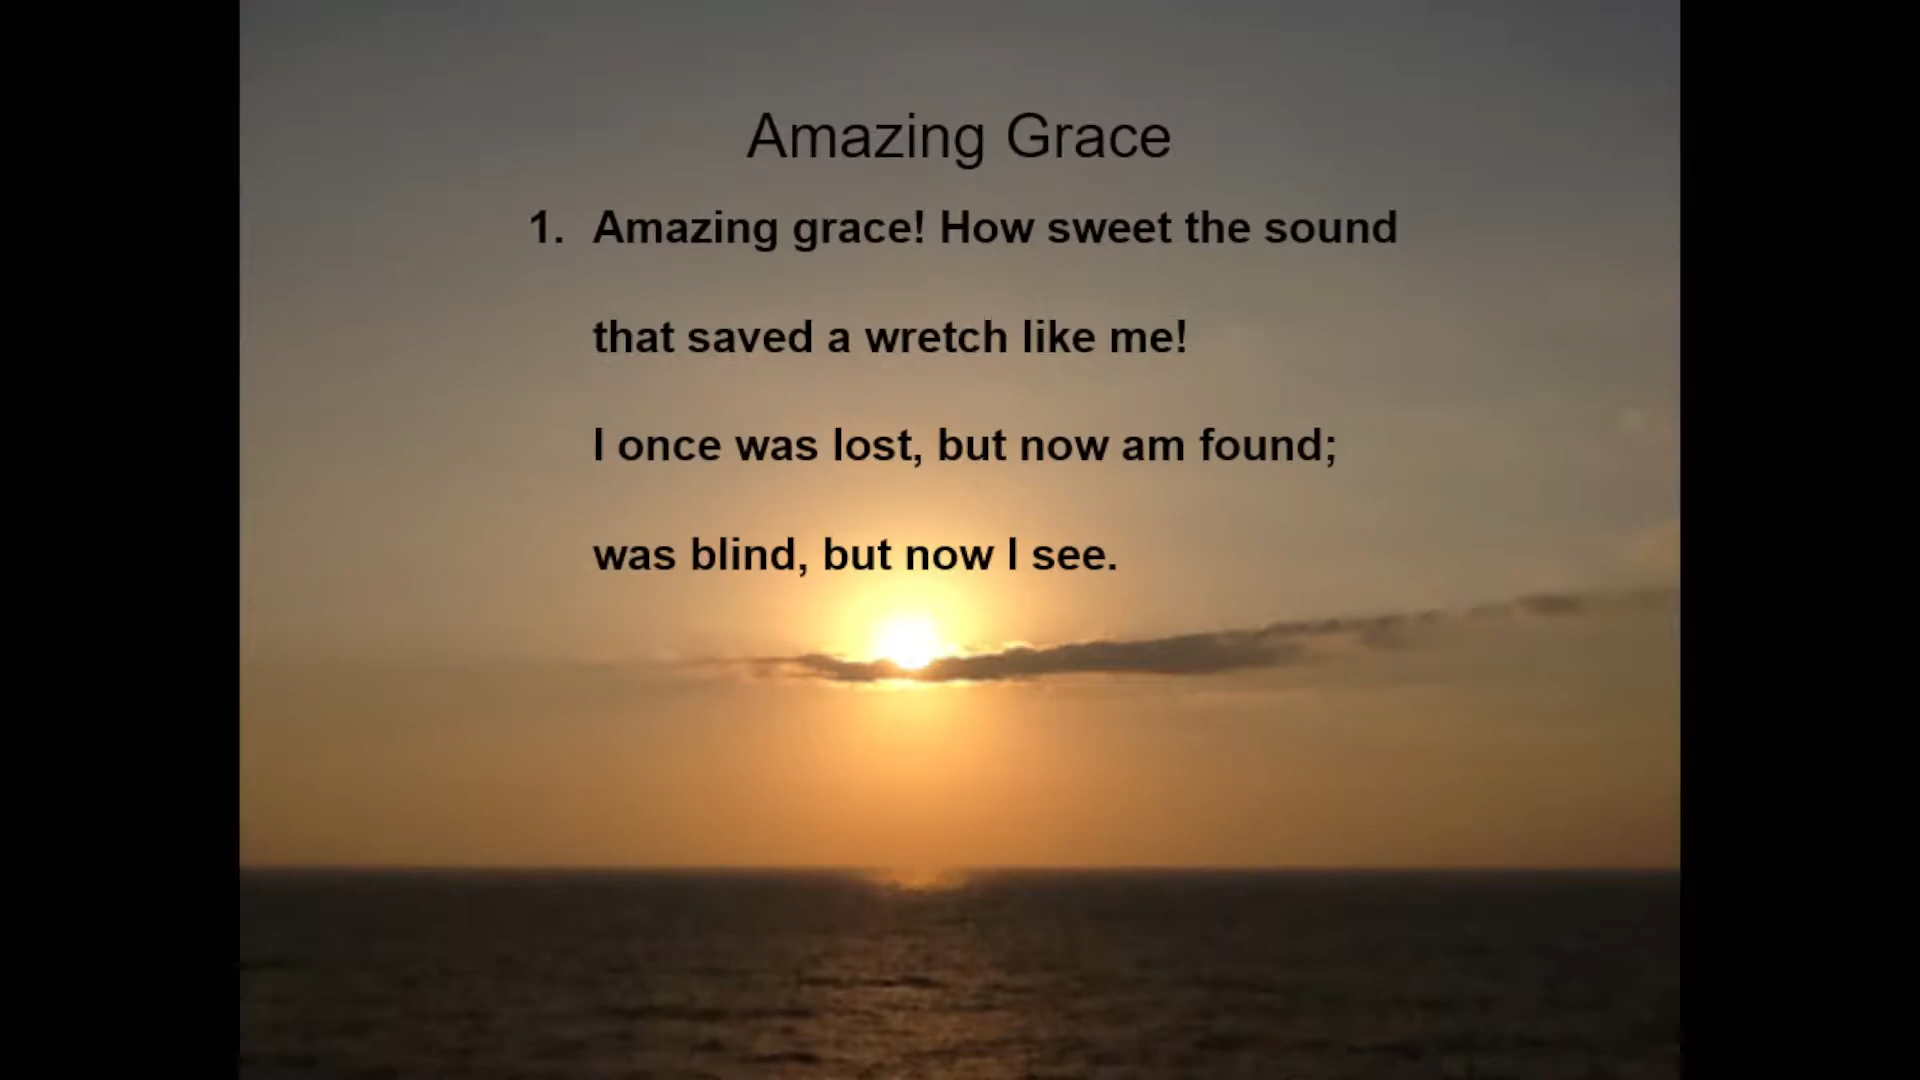 Amazing Grace
1. Amazing grace! How sweet the sound
that saved a wretch like me!
I once was lost, but now am found;
was blind, but now I see.